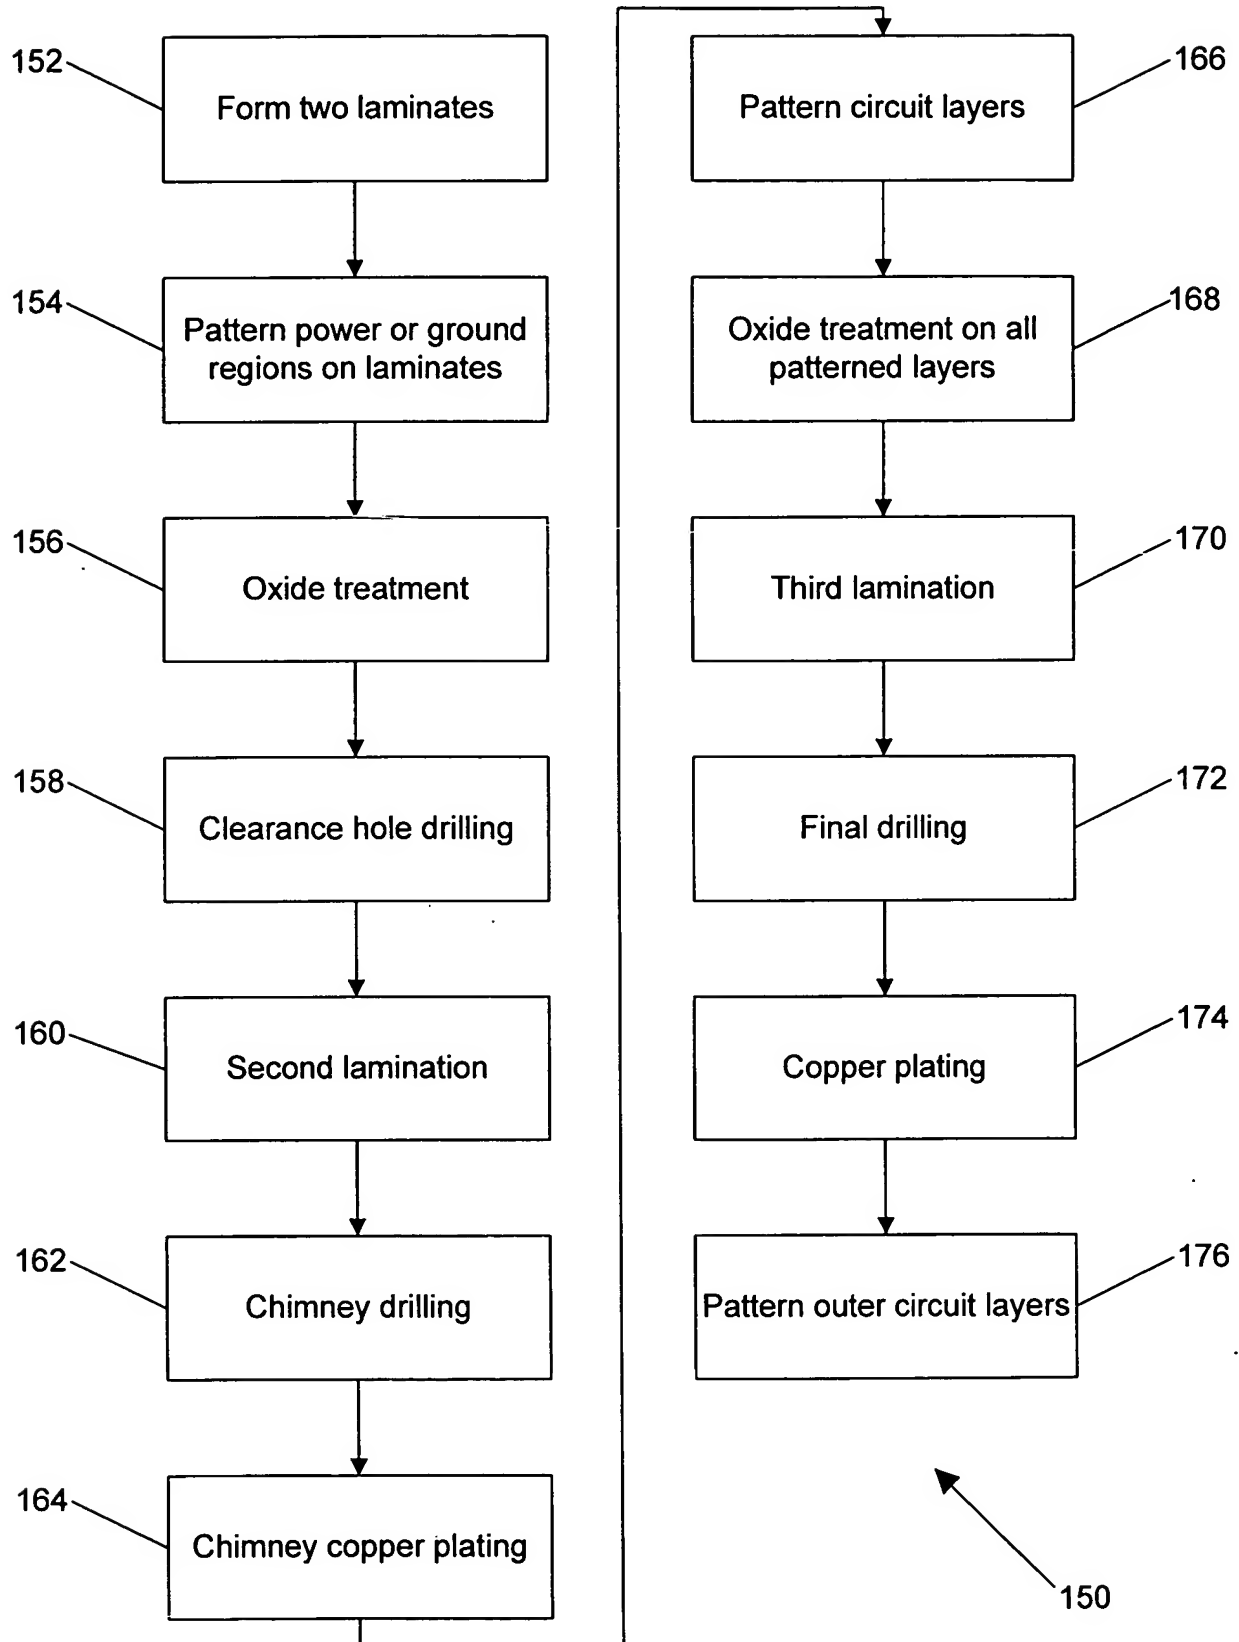 152
Form two laminates
154
Pattern power or ground
regions on laminates
156
Oxide treatment
158
Clearance hole drilling
160
Second lamination
162
Chimney drilling
164
Chimney copper plating
166
Pattern circuit layers
168
Oxide treatment on all
patterned layers
170
Third lamination
172
Final drilling
174
Copper plating
176
Pattern outer circuit layers
150